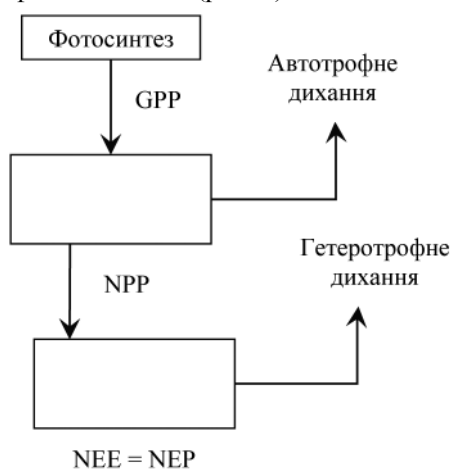 Фотосинтез
GPP
Автотрофне
дихання
NPP
Гетеротрофне
дихання
NEE = NEP